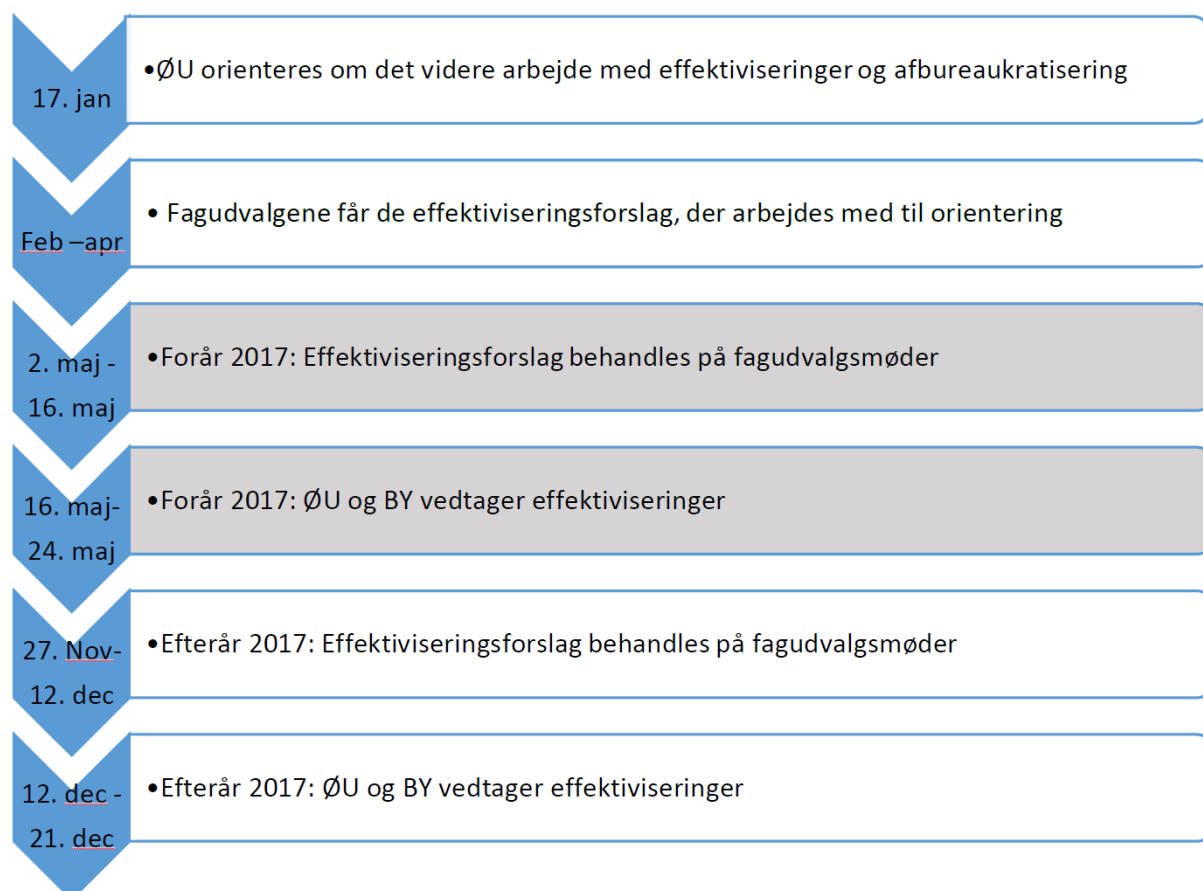 17. jan
•ØU orienteres om det videre arbejde med effektiviseringer og afbureaukratisering
Feb –apr
• Fagudvalgene får de effektiviseringsforslag, der arbejdes med til orientering
2. maj -
16. maj
•Forår 2017: Effektiviseringsforslag behandles på fagudvalgsmøder
16. maj-
24. maj
•Forår 2017: ØU og BY vedtager effektiviseringer
27. Nov-
12. dec
•Efterår 2017: Effektiviseringsforslag behandles på fagudvalgsmøder
12. dec -
21. dec
•Efterår 2017: ØU og BY vedtager effektiviseringer